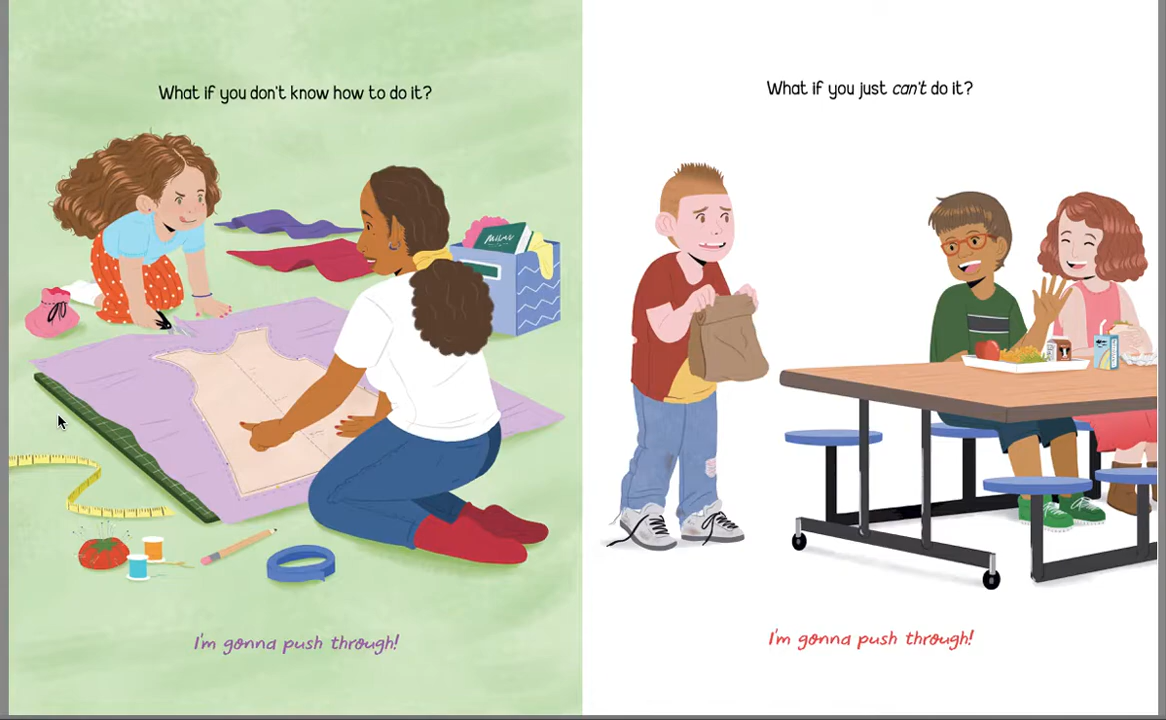 What if you don't know how to do it?
I'm gonna push through!
What if you just can't do it?
I'm gonna push through!